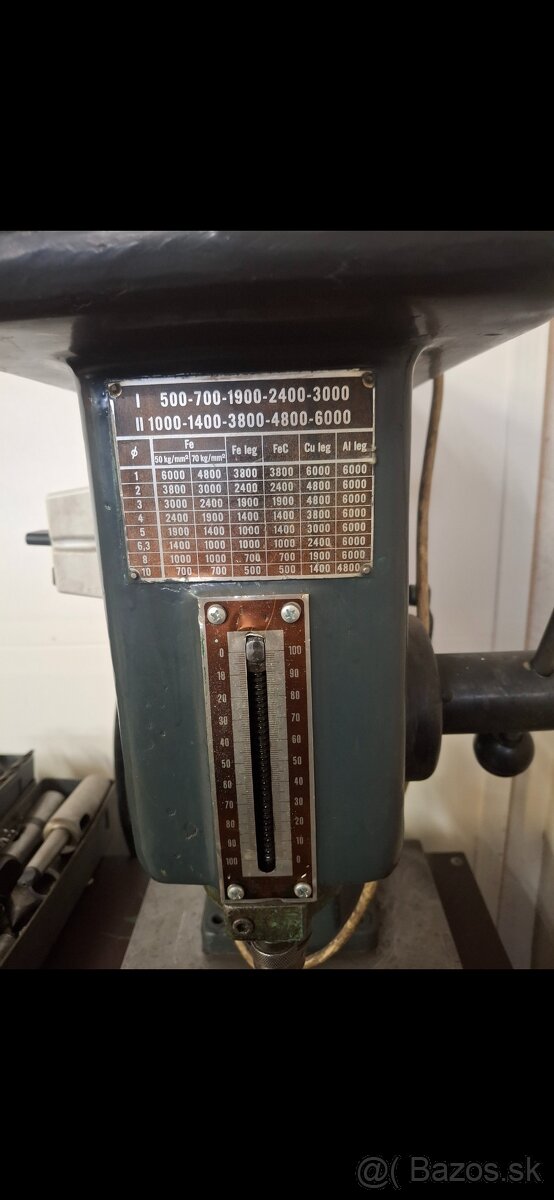 I 500-700-1900-2400-3000
II 1000-1400-3800-4800-6000
ø Fe Fe leg FeC Cu leg Al leg
50 kg/mm² 70 kg/mm²
1 6000 4800 3800 3800 6000 6000
2 3800 3000 2400 2400 4800 6000
3 3000 2400 1900 1900 4800 6000
4 2400 1900 1400 1400 3800 6000
5 1900 1400 1000 1400 3000 6000
6,3 1400 1000 1000 1000 2400 6000
8 1000 1000 700 700 1900 6000
10 700 700 500 500 1400 4800
0 100
10 90
20 80
30 70
40 60
50 50
60 40
70 30
80 20
90 10
100 0
@( Bazos.sk